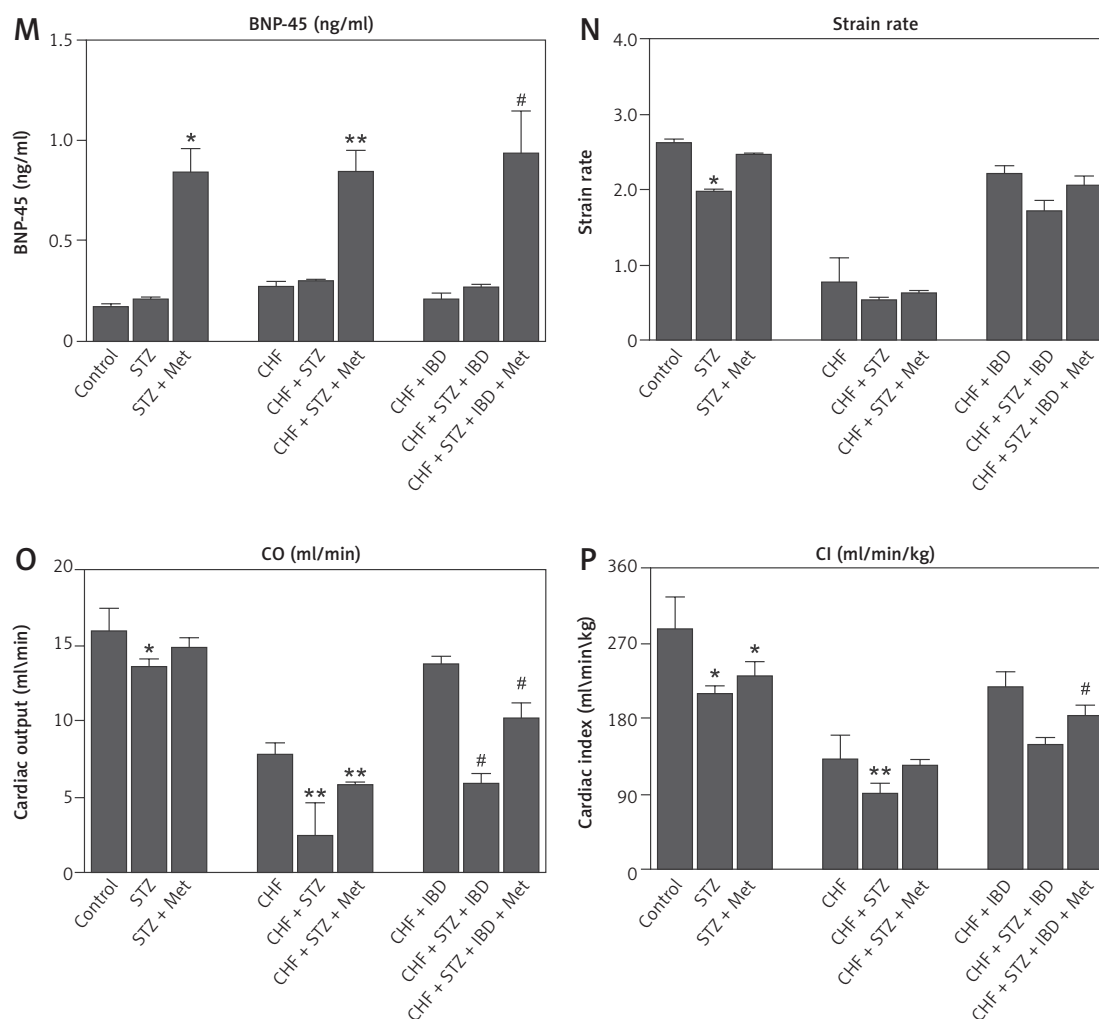 M
BNP-45 (ng/ml)
BNP-45 (ng/ml)
1.5
1.0
0.5
0
*
**
#
Control
STZ
STZ + Met
CHF
CHF + STZ
CHF + STZ + Met
CHF + IBD
CHF + STZ + IBD
CHF + STZ + IBD + Met
N
Strain rate
Strain rate
4.0
3.0
2.0
1.0
0
*
Control
STZ
STZ + Met
CHF
CHF + STZ
CHF + STZ + Met
CHF + IBD
CHF + STZ + IBD
CHF + STZ + IBD + Met
O
CO (ml/min)
Cardiac output (ml\min)
20
15
10
5
0
*
**
**
#
#
Control
STZ
STZ + Met
CHF
CHF + STZ
CHF + STZ + Met
CHF + IBD
CHF + STZ + IBD
CHF + STZ + IBD + Met
P
CI (ml/min/kg)
Cardiac index (ml\min\kg)
360
270
180
90
0
*
*
**
#
Control
STZ
STZ + Met
CHF
CHF + STZ
CHF + STZ + Met
CHF + IBD
CHF + STZ + IBD
CHF + STZ + IBD + Met